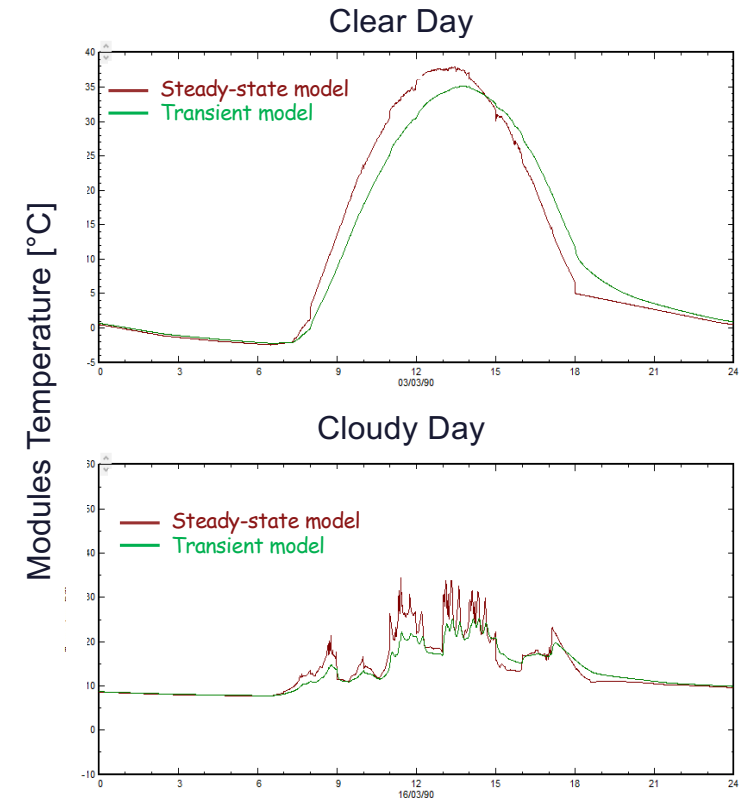 Clear Day
Modules Temperature [°C]
40
35
30
25
20
15
10
5
0
-5
Steady-state model
Transient model
0 3 6 9 12 15 18 21 24
03/03/90
Cloudy Day
50
40
30
20
10
0
-10
Steady-state model
Transient model
0 3 6 9 12 15 18 21 24
16/03/90